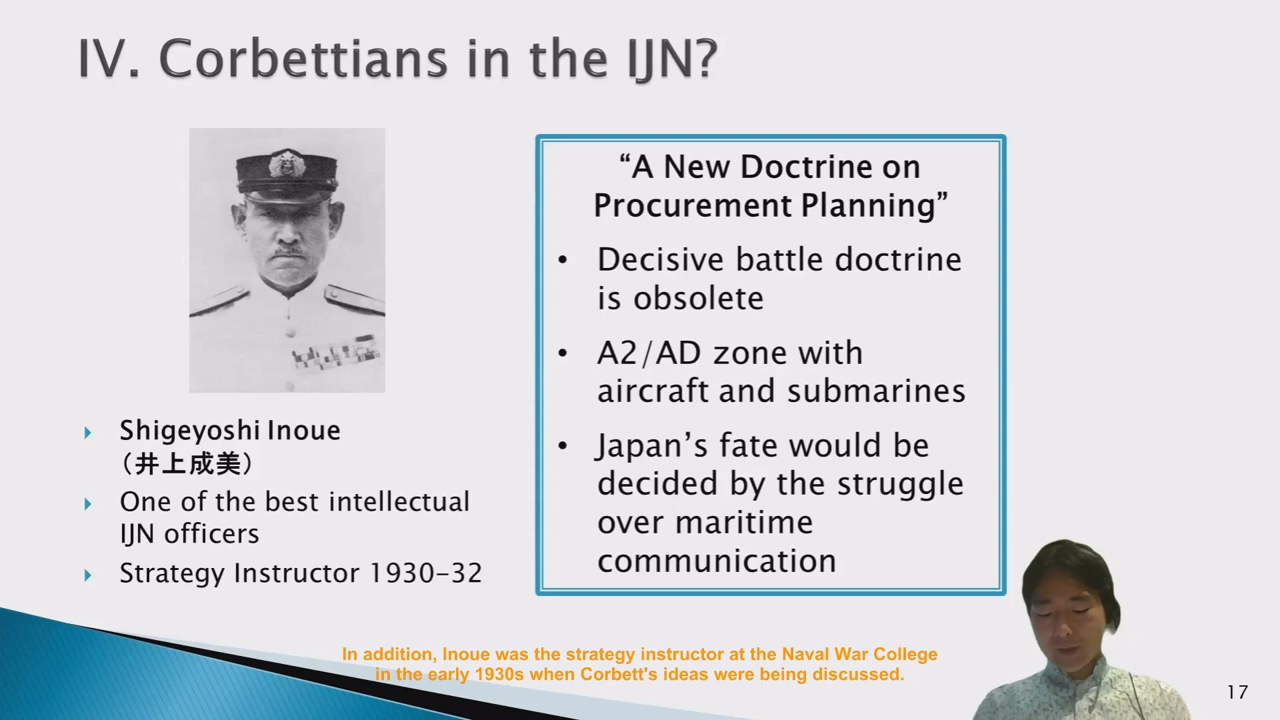 IV. Corbettians in the IJN?
Shigeyoshi Inoue
（井上成美）
One of the best intellectual
IJN officers
Strategy Instructor 1930-32
“A New Doctrine on
Procurement Planning”
• Decisive battle doctrine
is obsolete
• A2/AD zone with
aircraft and submarines
• Japan’s fate would be
decided by the struggle
over maritime
communication
In addition, Inoue was the strategy instructor at the Naval War College
in the early 1930s when Corbett's ideas were being discussed.
17